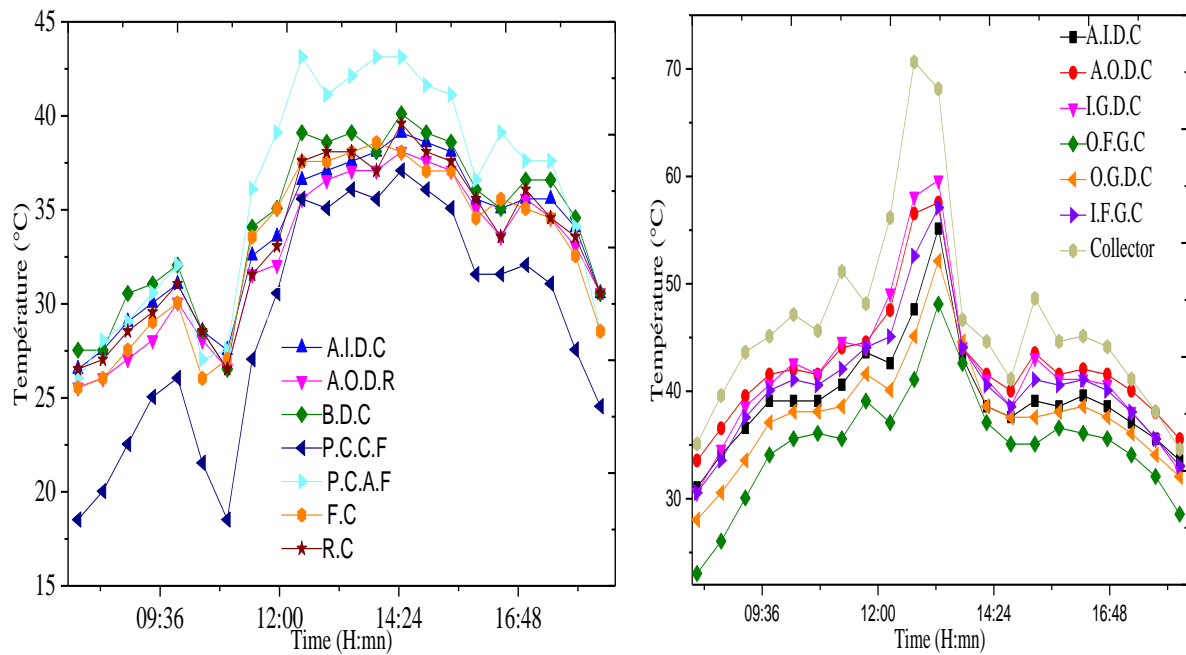 45
40
35
30
25
20
15
Température (°C)
A.I.D.C
A.O.D.R
B.D.C
P.C.C.F
P.C.A.F
F.C
R.C
09:36
12:00
14:24
16:48
Time (H:mn)
70
60
50
40
30
Température (°C)
A.I.D.C
A.O.D.C
I.G.D.C
O.F.G.C
O.G.D.C
I.F.G.C
Collector
09:36
12:00
14:24
16:48
Time (H:mn)